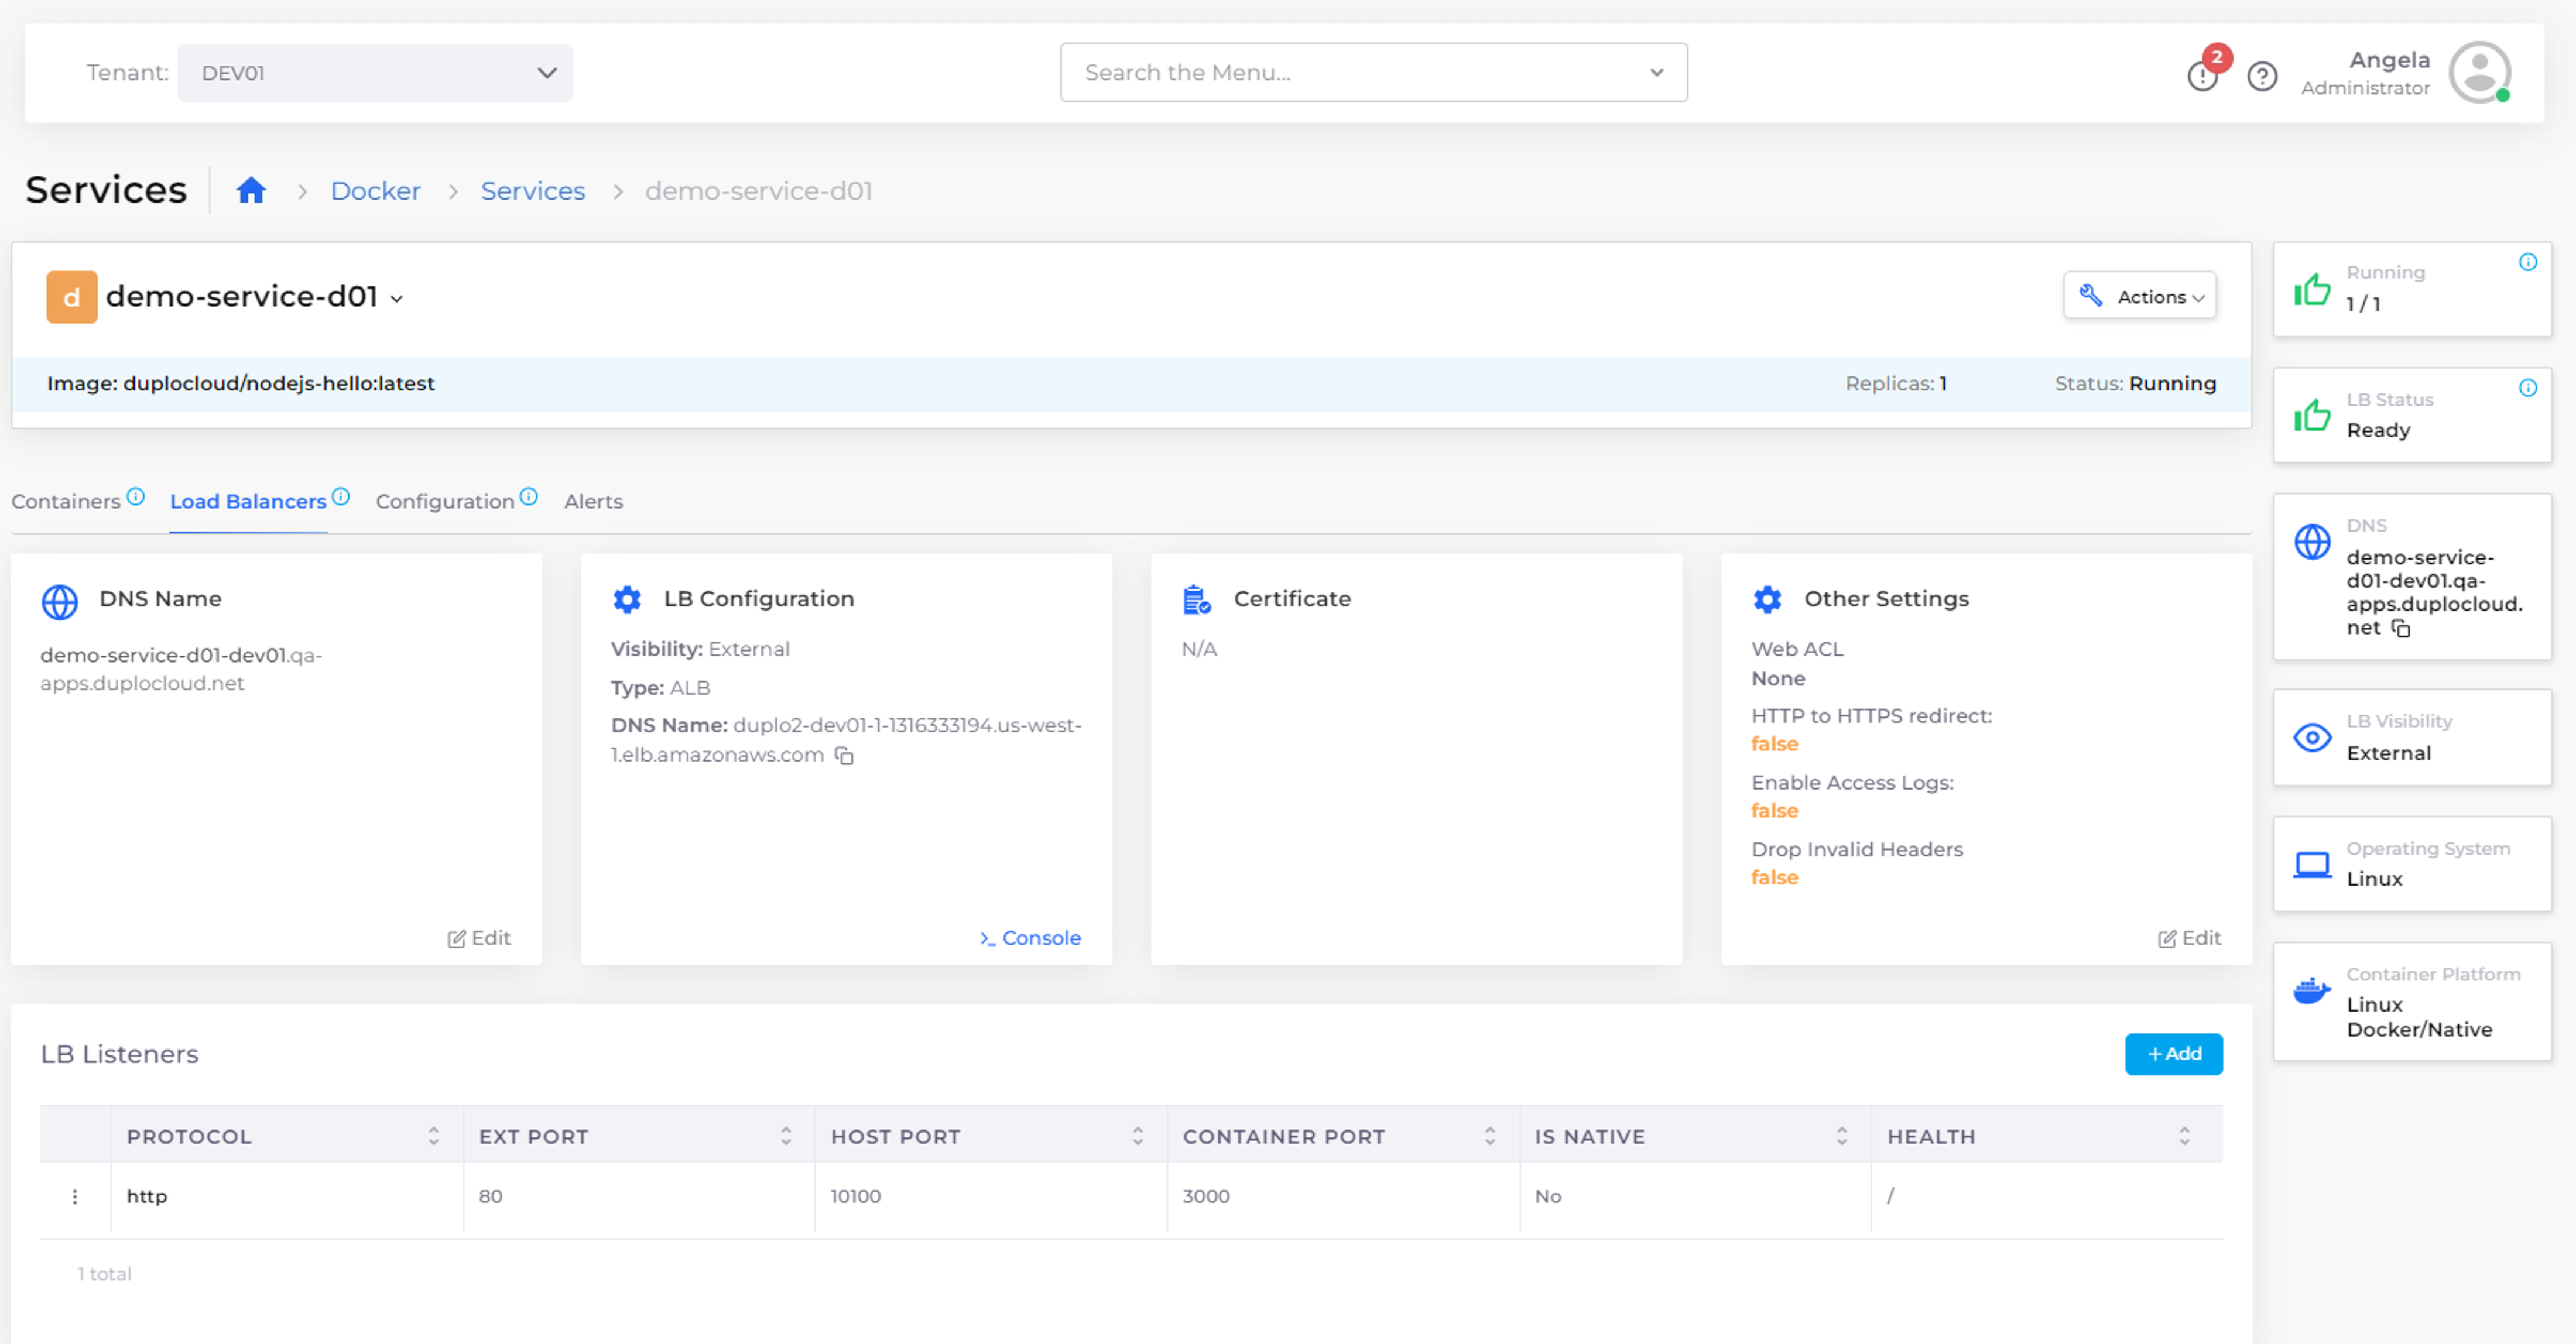 Tenant: DEV01
Search the Menu...
2
Angela
Administrator
Services
Docker
Services
demo-service-d01
d demo-service-d01
Actions
Image: duplocloud/nodejs-hello:latest
Replicas: 1
Status: Running
Containers
Load Balancers
Configuration
Alerts
DNS Name
demo-service-d01-dev01.qa-
apps.duplocloud.net
Edit
LB Configuration
Visibility: External
Type: ALB
DNS Name: duplo2-dev01-1-1316333194.us-west-
1.elb.amazonaws.com
>_ Console
Certificate
N/A
Other Settings
Web ACL
None
HTTP to HTTPS redirect:
false
Enable Access Logs:
false
Drop Invalid Headers
false
Edit
LB Listeners
+ Add
PROTOCOL EXT PORT HOST PORT CONTAINER PORT IS NATIVE HEALTH
http 80 10100 3000 No /
1 total
Running
1 / 1
LB Status
Ready
DNS
demo-service-
d01-dev01.qa-
apps.duplocloud.
net
LB Visibility
External
Operating System
Linux
Container Platform
Linux
Docker/Native